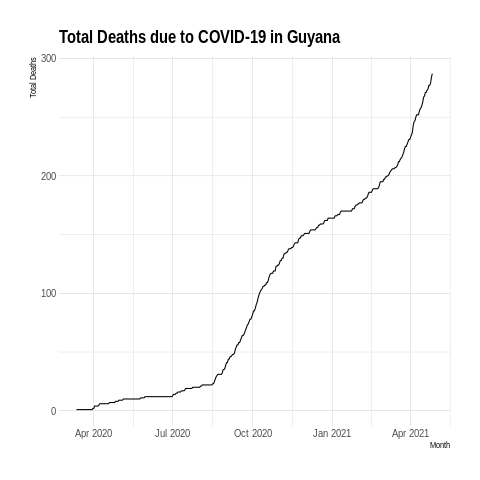 Total Deaths due to COVID-19 in Guyana
Total Deaths
300
200
100
0
Apr 2020 Jul 2020 Oct 2020 Jan 2021 Apr 2021
Month